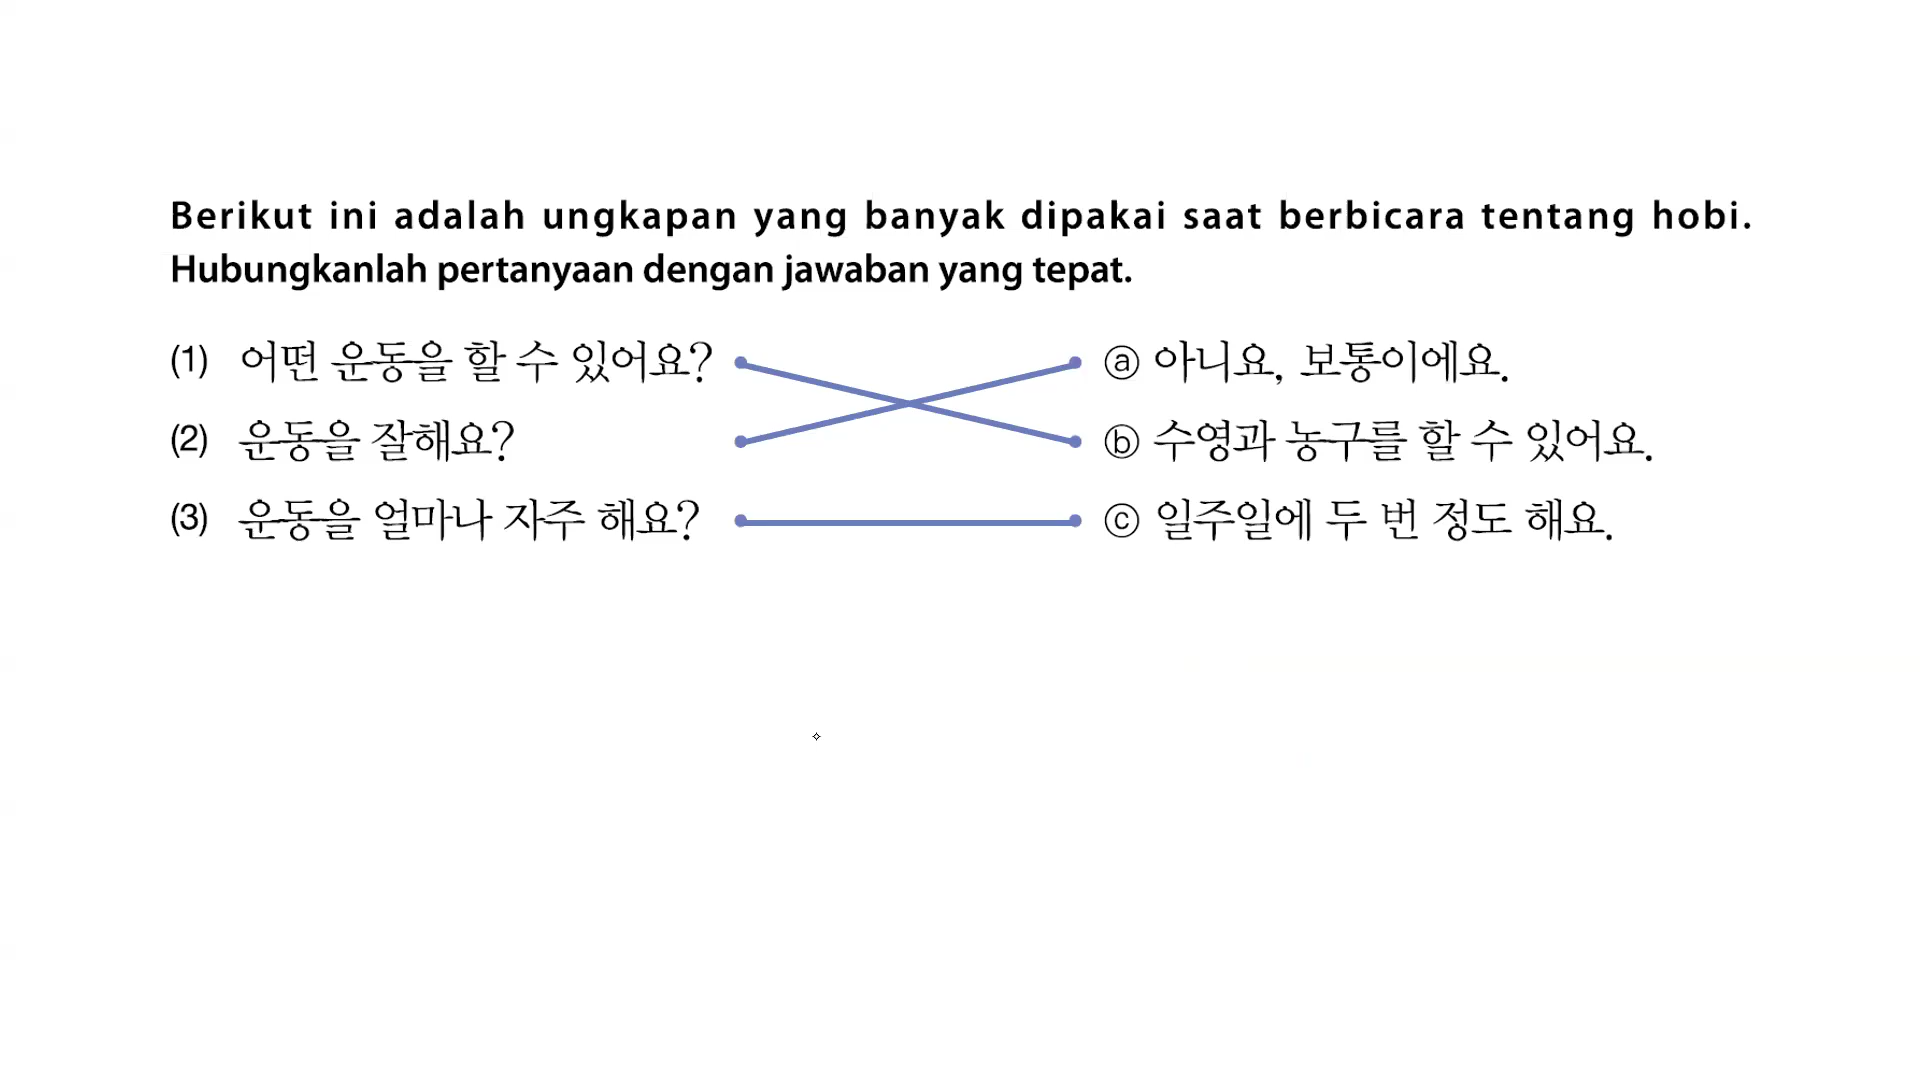 Berikut ini adalah ungkapan yang banyak dipakai saat berbicara tentang hobi.
Hubungkanlah pertanyaan dengan jawaban yang tepat.
(1) 어떤 운동을 할 수 있어요? ⓐ 아니요, 보통이에요.
(2) 운동을 잘해요? ⓑ 수영과 농구를 할 수 있어요.
(3) 운동을 얼마나 자주 해요? ⓒ 일주일에 두 번 정도 해요.